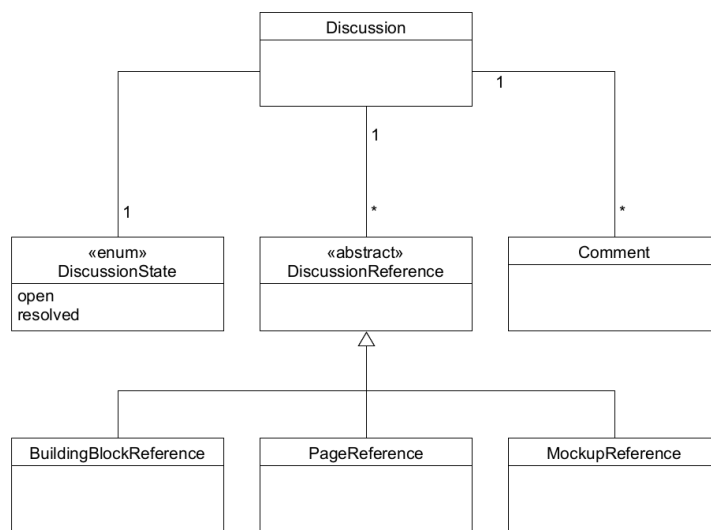 Discussion
1
1
1
*
*
«enum»
DiscussionState
open
resolved
«abstract»
DiscussionReference
Comment
BuildingBlockReference
PageReference
MockupReference